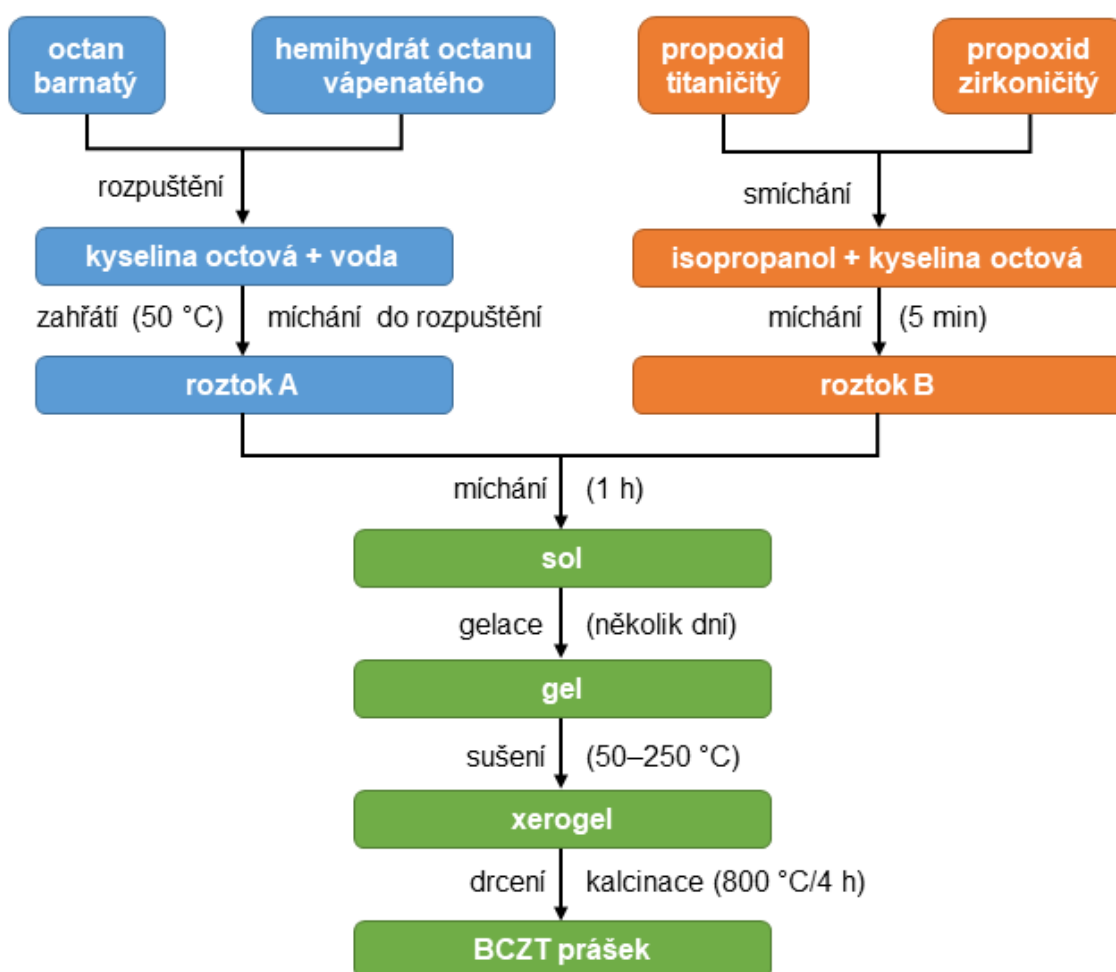 octan
barnatý
hemihydrát octanu
vápenatého
propoxid
titaničitý
propoxid
zirkoničitý
rozpuštění
smíchání
kyselina octová + voda
isopropanol + kyselina octová
zahřátí (50 °C) míchání do rozpuštění
míchání (5 min)
roztok A
roztok B
míchání (1 h)
sol
gelace (několik dní)
gel
sušení (50–250 °C)
xerogel
drcení kalcinace (800 °C/4 h)
BCZT prášek